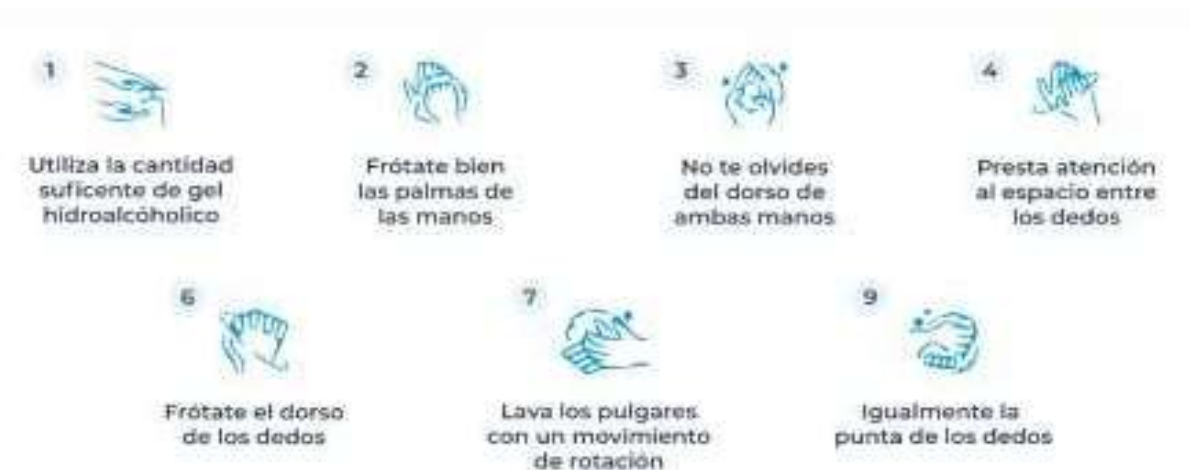 1
Utiliza la cantidad
suficente de gel
hidroalcóholico
2
Frótate bien
las palmas de
las manos
3
No te olvides
del dorso de
ambas manos
4
Presta atención
al espacio entre
los dedos
6
Frótate el dorso
de los dedos
7
Lava los pulgares
con un movimiento
de rotación
9
Igualmente la
punta de los dedos